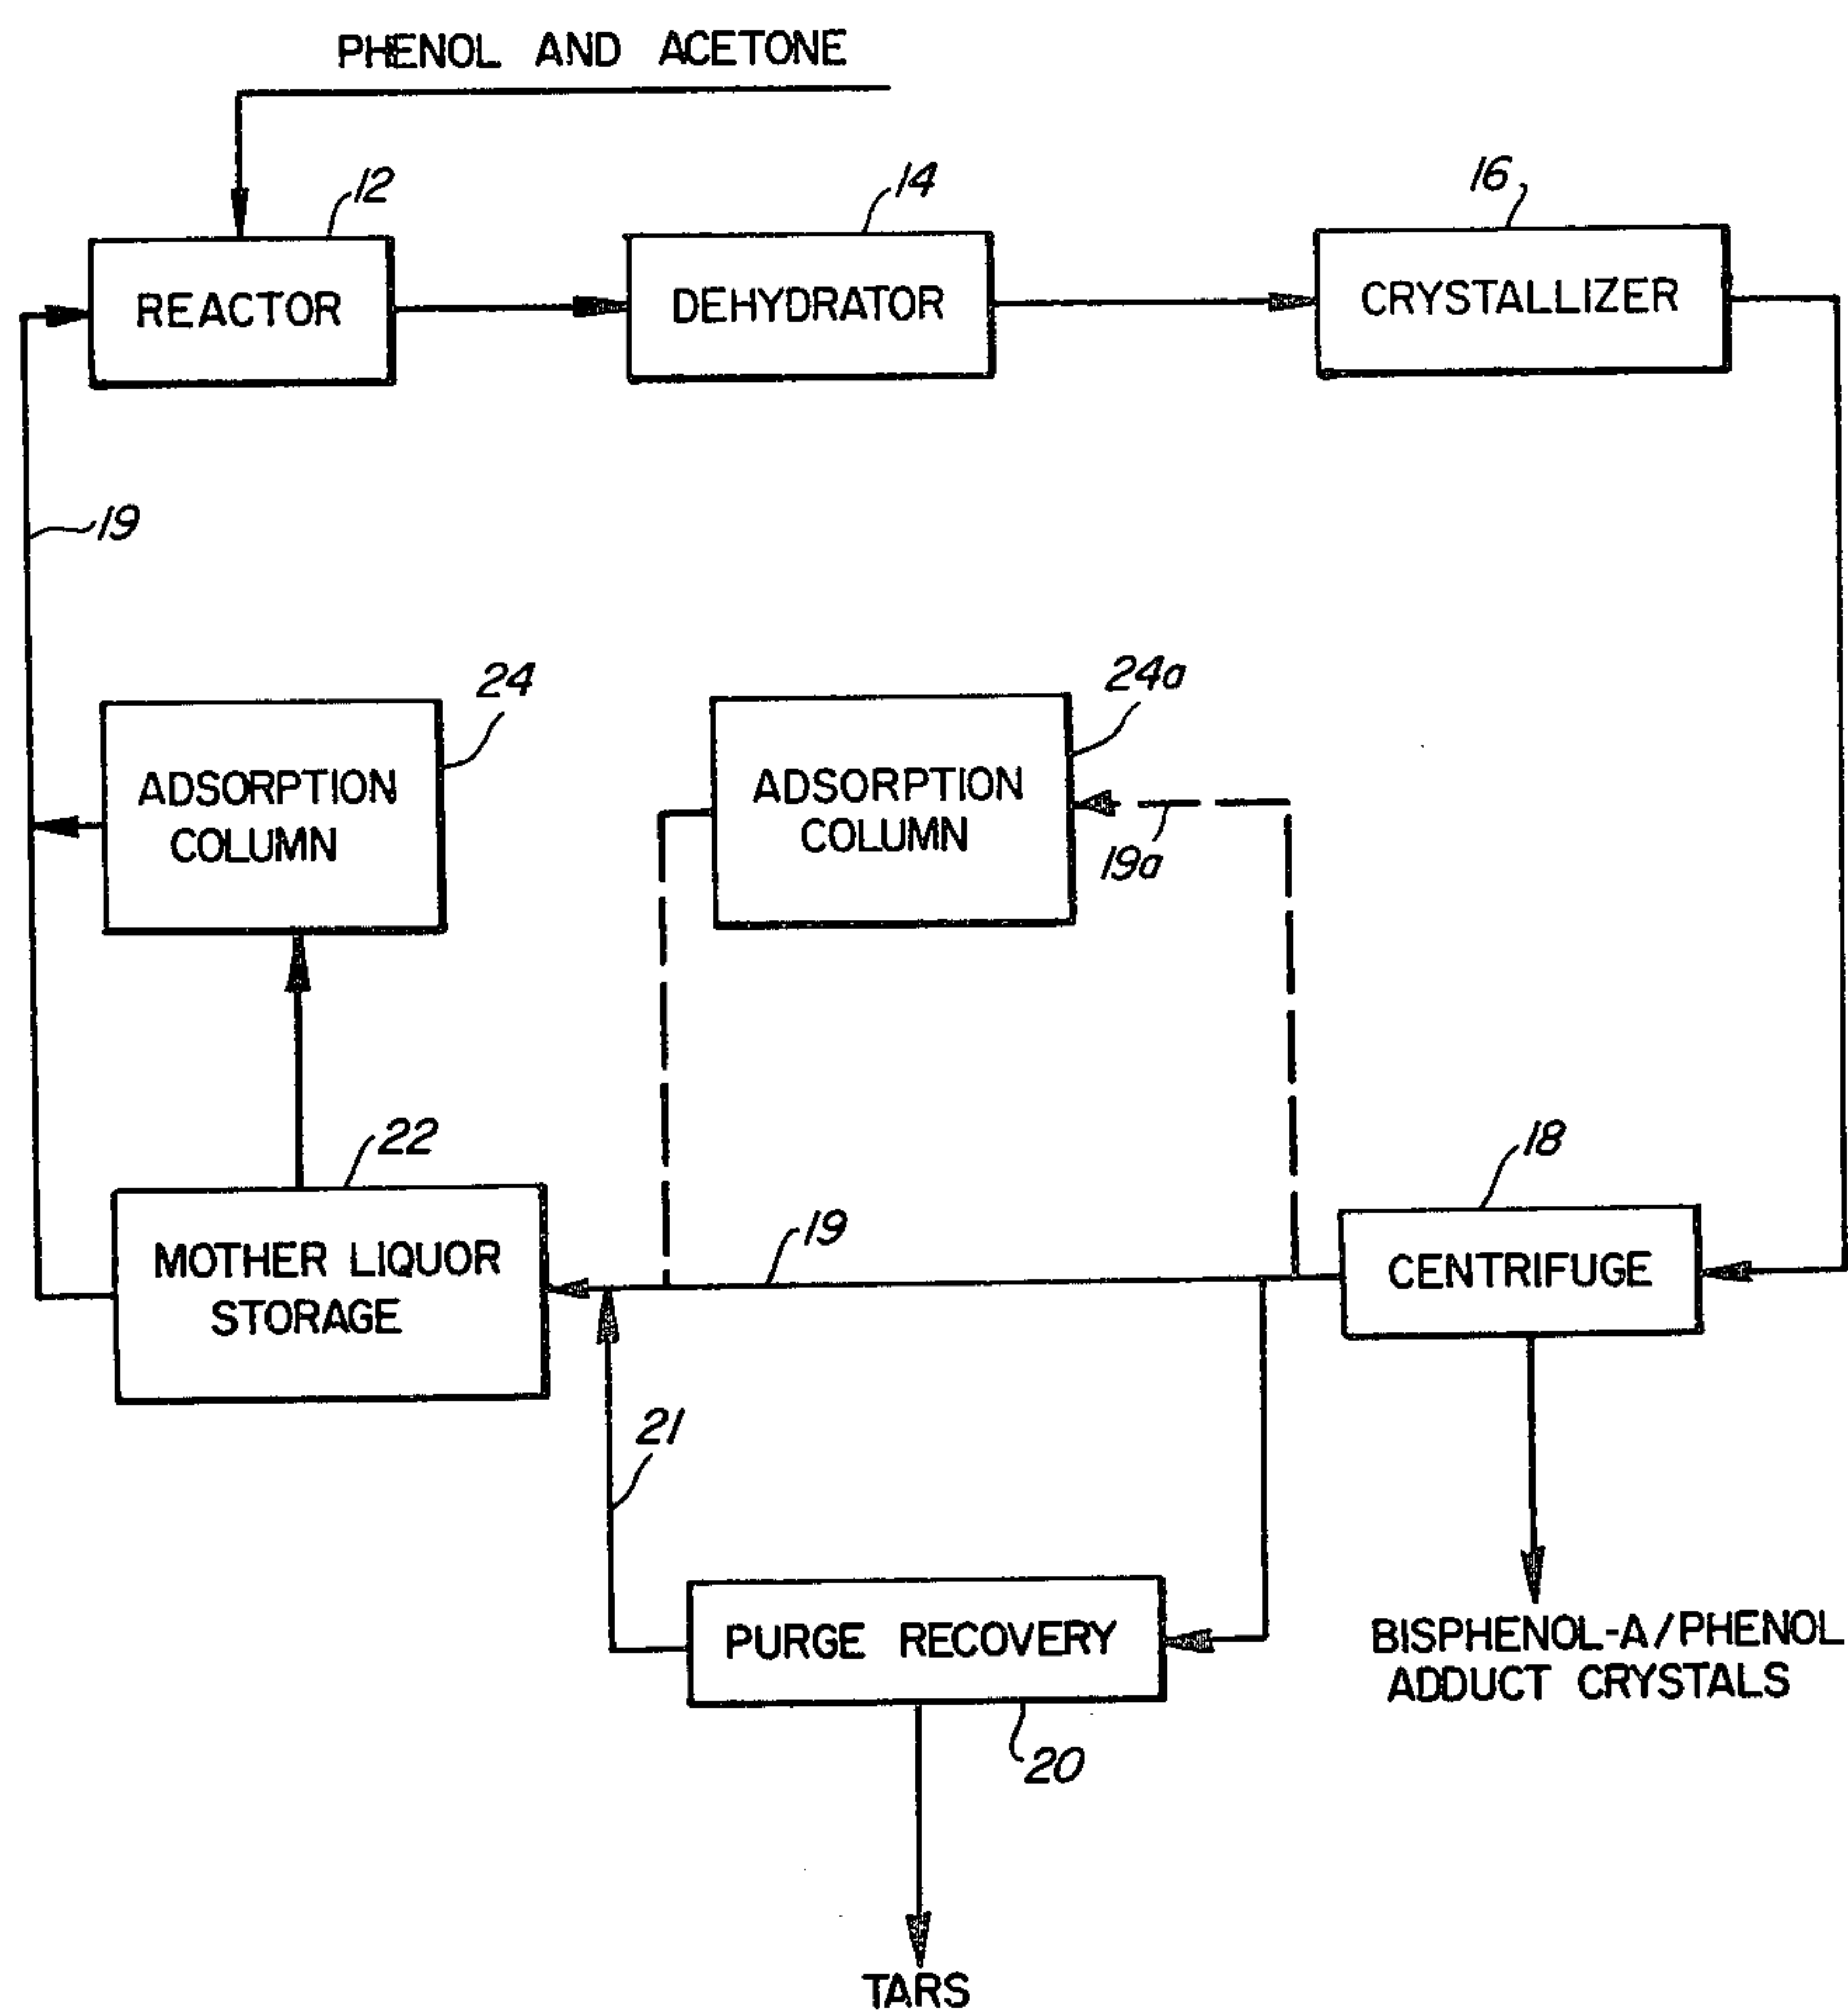 PHENOL AND ACETONE
12
14
16
REACTOR
DEHYDRATOR
CRYSTALLIZER
19
24
24a
ADSORPTION
COLUMN
ADSORPTION
COLUMN
19a
22
19
18
MOTHER LIQUOR
STORAGE
CENTRIFUGE
21
PURGE RECOVERY
BISPHENOL-A/PHENOL
ADDUCT CRYSTALS
20
TARS